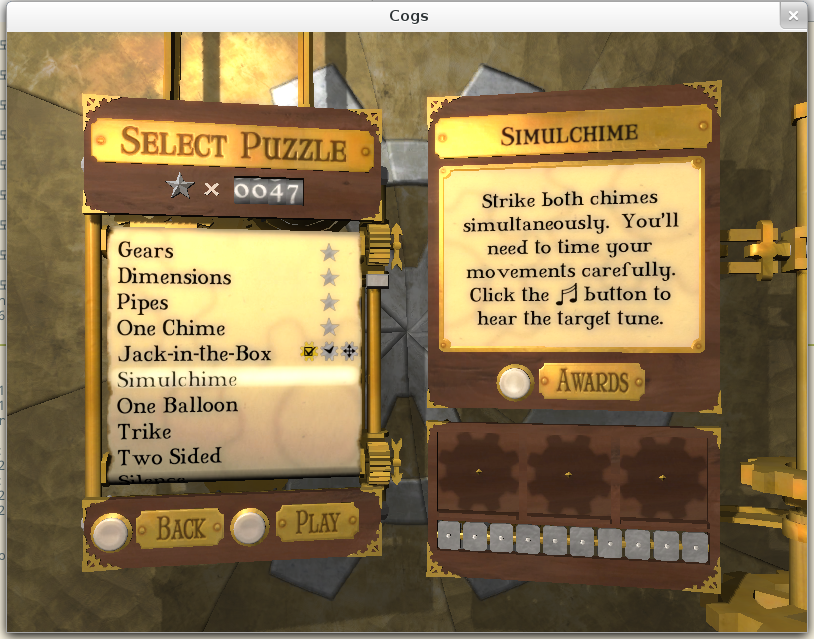 Cogs
SELECT PUZZLE
× 0047
Gears
Dimensions
Pipes
One Chime
Jack-in-the-Box
Simulchime
One Balloon
Trike
Two Sided
Silence
BACK
PLAY
SIMULCHIME
Strike both chimes
simultaneously. You'll
need to time your
movements carefully.
Click the 🎵 button to
hear the target tune.
AWARDS